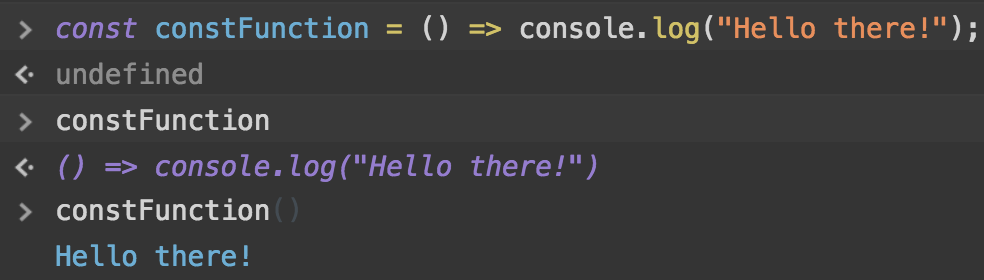 > const constFunction = () => console.log("Hello there!");
<· undefined
> constFunction
<· () => console.log("Hello there!")
> constFunction()
Hello there!